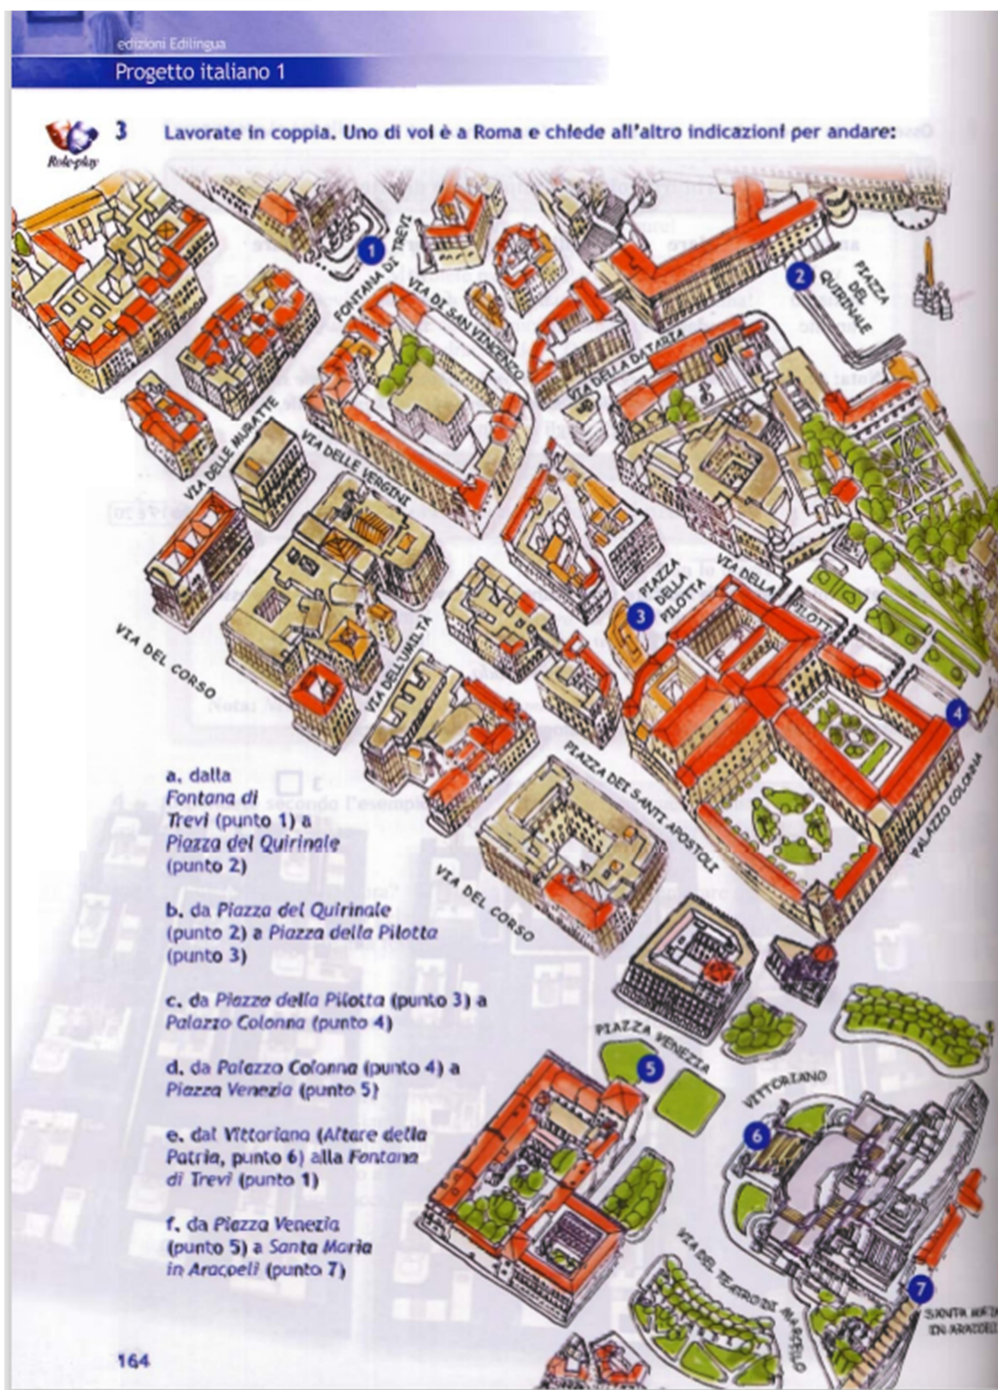 edizioni Edilingua
Progetto italiano 1
Role-play
3 Lavorate in coppia. Uno di voi è a Roma e chiede all'altro indicazioni per andare:
1
FONTANA DI TREVI
VIA DI SAN VINCENZO
2
PIAZZA
DEL
QUIRINALE
VIA DELLA DATARIA
VIA DELLE MURATTE
VIA DELLE VERGINI
VIA DEL CORSO
VIA DELL'UMILTÀ
PIAZZA
DELLA
PILOTTA
3
VIA DELLA
PILOTTA
4
PALAZZO COLONNA
PIAZZA DEI SANTI APOSTOLI
VIA DEL CORSO
a. dalla
Fontana di
Trevi (punto 1) a
Piazza del Quirinale
(punto 2)
b. da Piazza del Quirinale
(punto 2) a Piazza della Pilotta
(punto 3)
c. da Piazza della Pilotta (punto 3) a
Palazzo Colonna (punto 4)
d. da Palazzo Colonna (punto 4) a
Piazza Venezia (punto 5)
e. dal Vittoriano (Altare della
Patria, punto 6) alla Fontana
di Trevi (punto 1)
f. da Piazza Venezia
(punto 5) a Santa Maria
in Aracoeli (punto 7)
PIAZZA VENEZIA
5
VITTORIANO
6
VIA DEL TEATRO DI MARCELLO
7
SANTA MARIA
IN ARACOELI
164